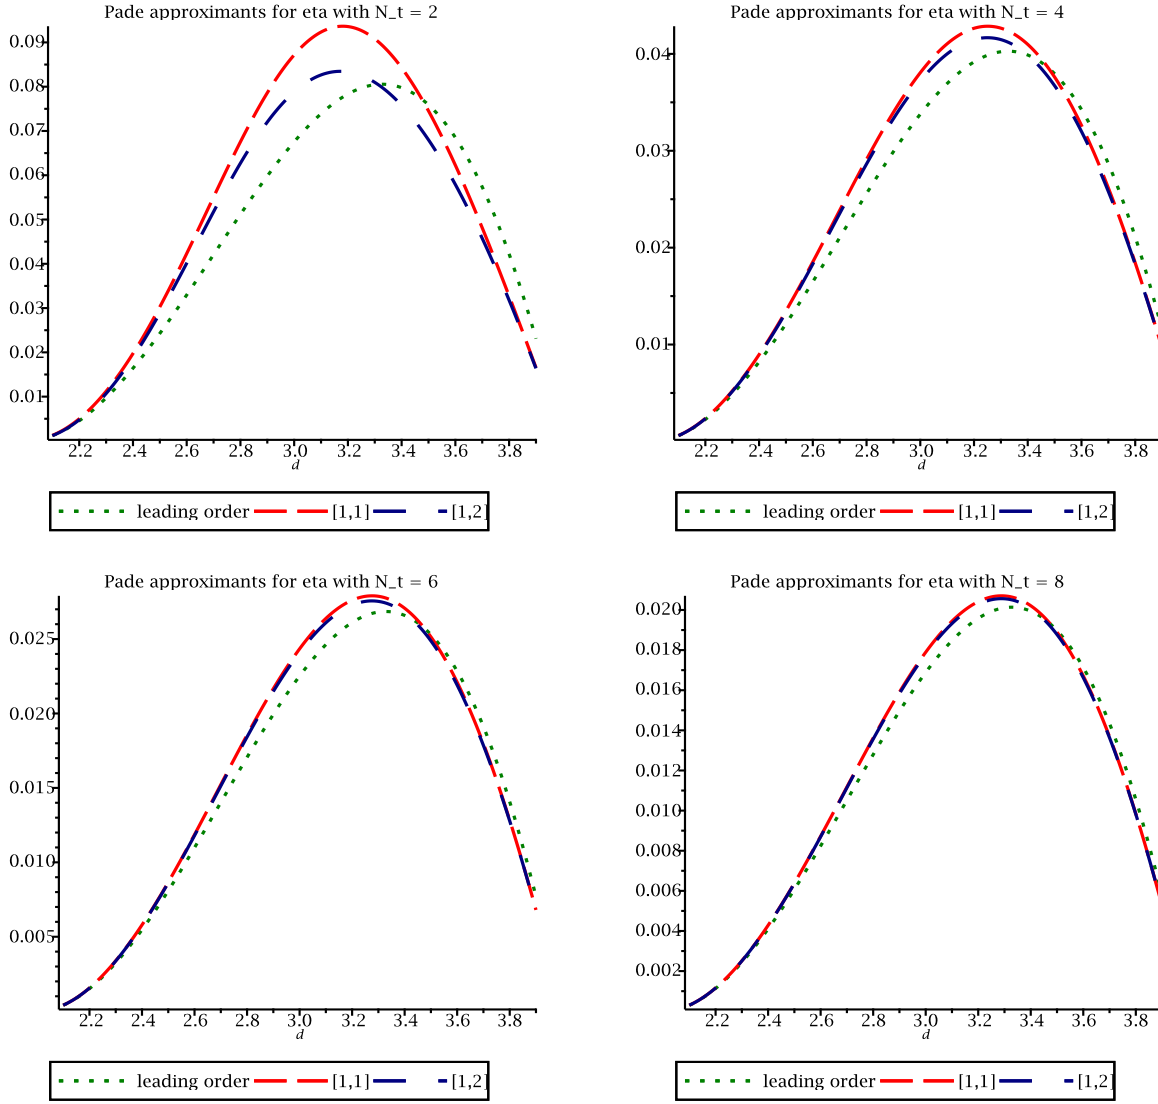 Pade approximants for eta with N_t = 2
0.09
0.08
0.07
0.06
0.05
0.04
0.03
0.02
0.01
2.2 2.4 2.6 2.8 3.0 3.2 3.4 3.6 3.8
d
leading order [1,1] [1,2]
Pade approximants for eta with N_t = 4
0.04
0.03
0.02
0.01
2.2 2.4 2.6 2.8 3.0 3.2 3.4 3.6 3.8
d
leading order [1,1] [1,2]
Pade approximants for eta with N_t = 6
0.025
0.020
0.015
0.010
0.005
2.2 2.4 2.6 2.8 3.0 3.2 3.4 3.6 3.8
d
leading order [1,1] [1,2]
Pade approximants for eta with N_t = 8
0.020
0.018
0.016
0.014
0.012
0.010
0.008
0.006
0.004
0.002
2.2 2.4 2.6 2.8 3.0 3.2 3.4 3.6 3.8
d
leading order [1,1] [1,2]